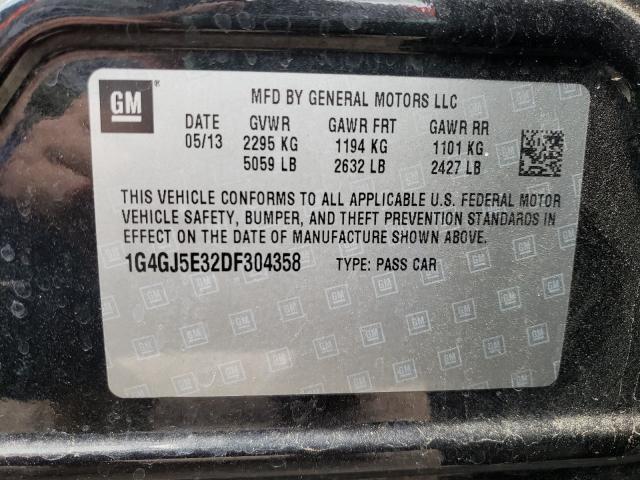 GM ®
MFD BY GENERAL MOTORS LLC
DATE GVWR GAWR FRT GAWR RR
05/13 2295 KG 1194 KG 1101 KG
5059 LB 2632 LB 2427 LB
THIS VEHICLE CONFORMS TO ALL APPLICABLE U.S. FEDERAL MOTOR
VEHICLE SAFETY, BUMPER, AND THEFT PREVENTION STANDARDS IN
EFFECT ON THE DATE OF MANUFACTURE SHOWN ABOVE.
1G4GJ5E32DF304358 TYPE: PASS CAR